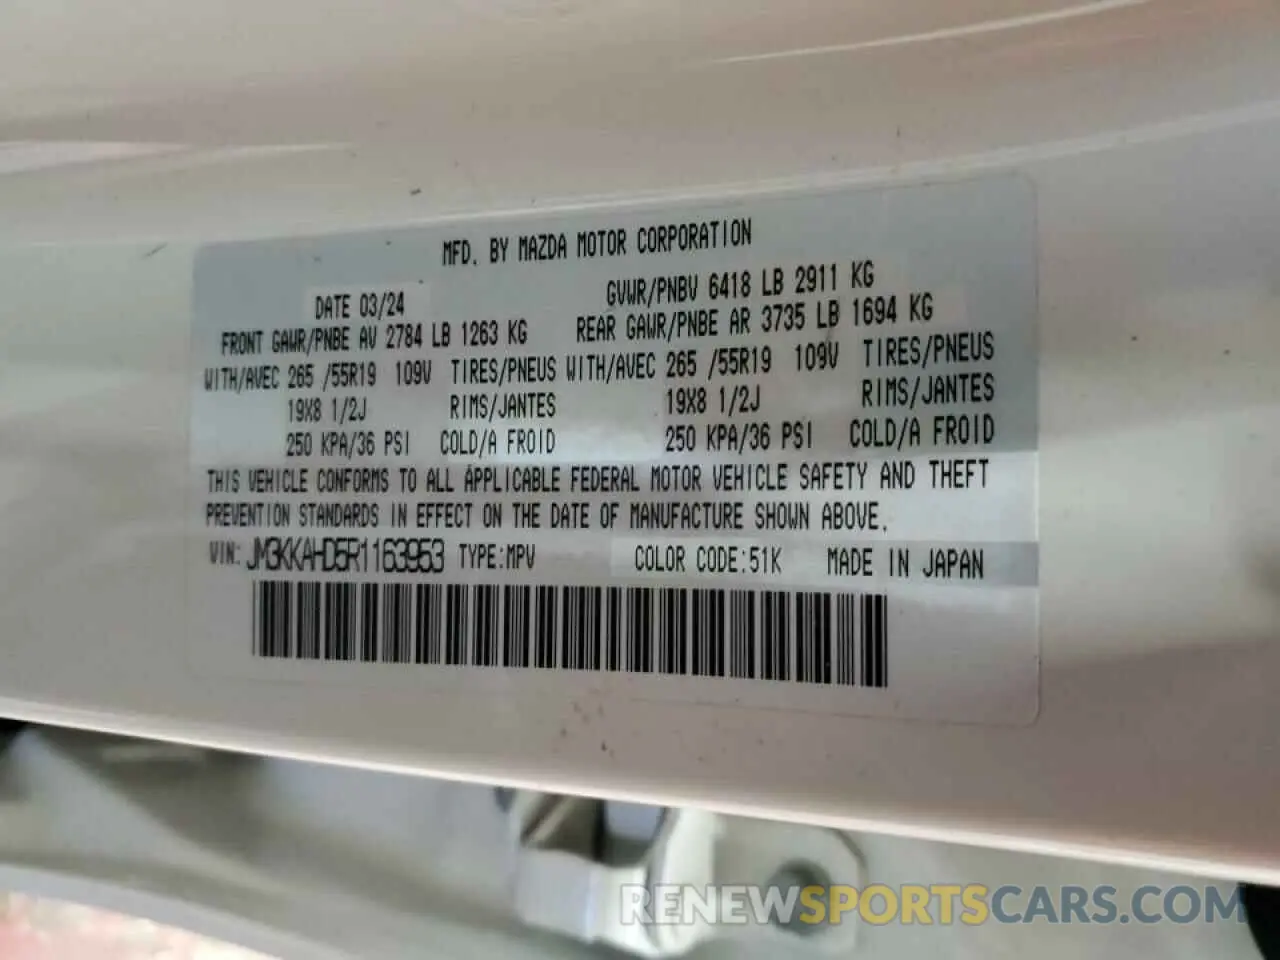 MFD. BY MAZDA MOTOR CORPORATION
DATE 03/24 GVWR/PNBV 6418 LB 2911 KG
FRONT GAWR/PNBE AV 2784 LB 1263 KG REAR GAWR/PNBE AR 3735 LB 1694 KG
WITH/AVEC 265 /55R19 109V TIRES/PNEUS WITH/AVEC 265 /55R19 109V TIRES/PNEUS
19X8 1/2J RIMS/JANTES 19X8 1/2J RIMS/JANTES
250 KPA/36 PSI COLD/A FROID 250 KPA/36 PSI COLD/A FROID
THIS VEHICLE CONFORMS TO ALL APPLICABLE FEDERAL MOTOR VEHICLE SAFETY AND THEFT
PREVENTION STANDARDS IN EFFECT ON THE DATE OF MANUFACTURE SHOWN ABOVE.
VIN: JM3KKAHD5R1163953 TYPE:MPV COLOR CODE:51K MADE IN JAPAN
RENEWSPORTSCARS.COM